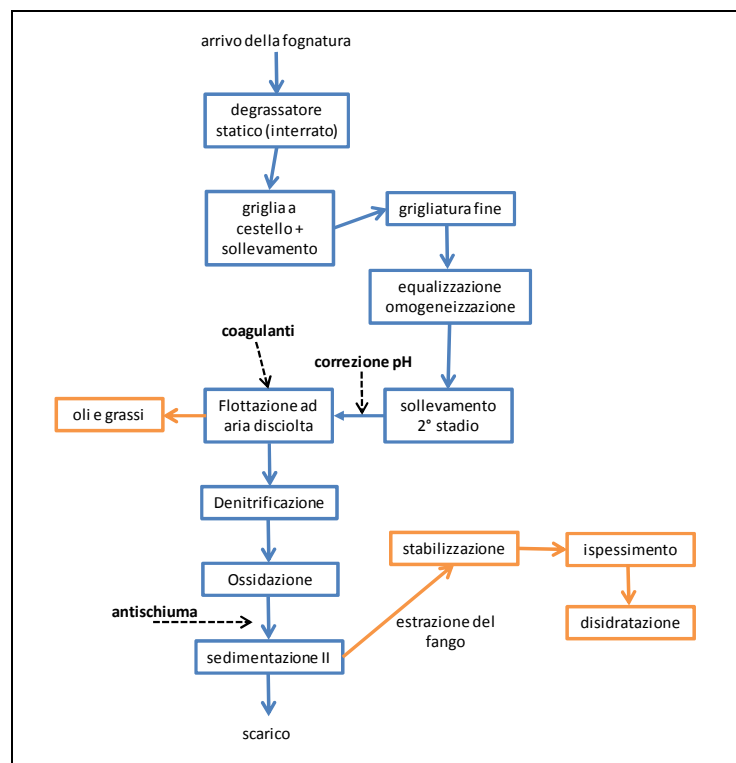 arrivo della fognatura
degrassatore
statico (interrato)
griglia a
cestello +
sollevamento
grigliatura fine
equalizzazione
omogeneizzazione
coagulanti
correzione pH
oli e grassi
Flottazione ad
aria disciolta
sollevamento
2° stadio
Denitrificazione
stabilizzazione
ispessimento
Ossidazione
antischiuma
estrazione del
fango
disidratazione
sedimentazione II
scarico